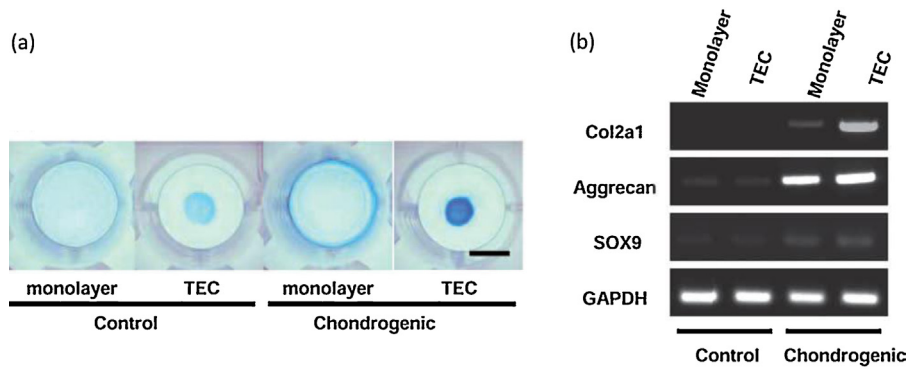 (a)
monolayer TEC monolayer TEC
Control Chondrogenic
(b)
Monolayer TEC Monolayer TEC
Col2a1
Aggrecan
SOX9
GAPDH
Control Chondrogenic